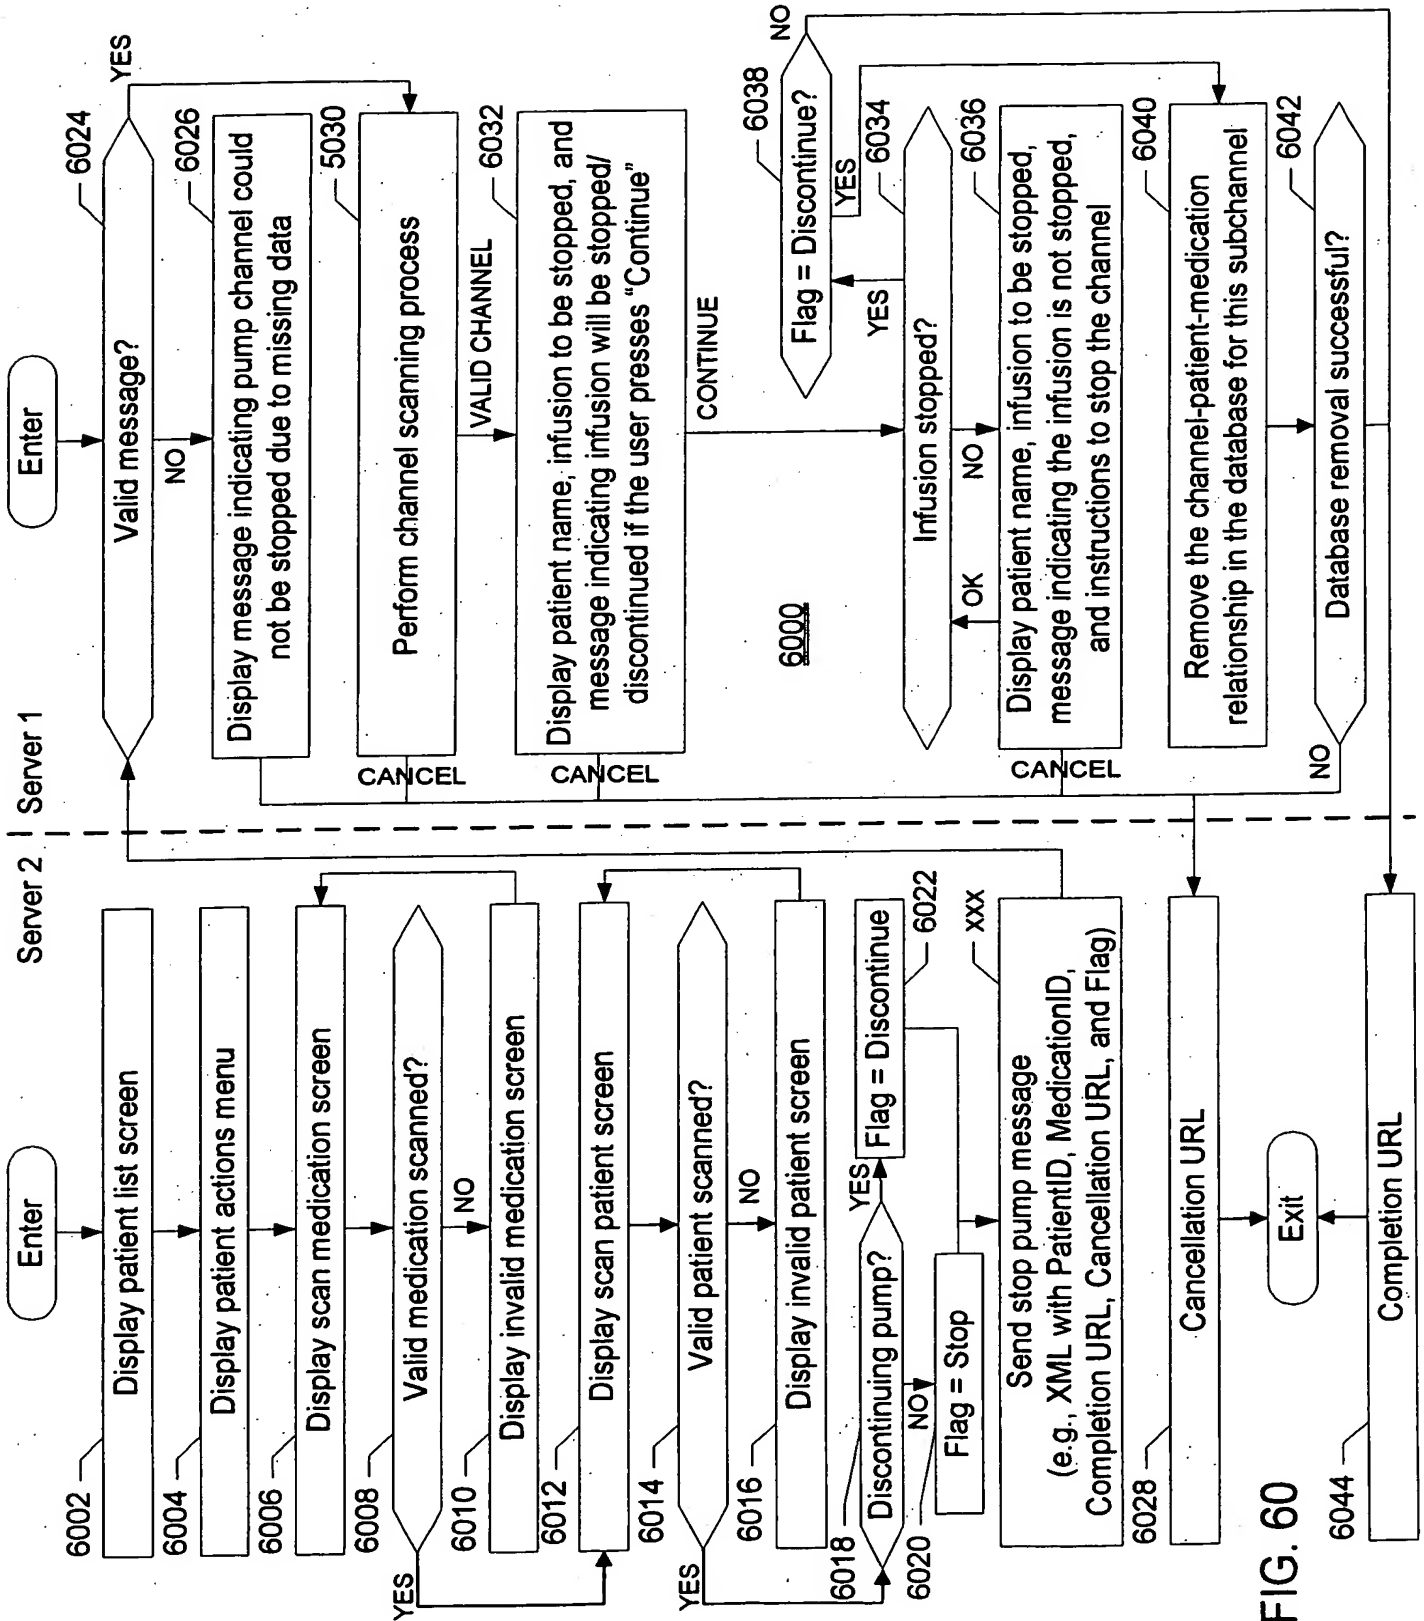 Server 2
Server 1
Enter
6002
Display patient list screen
6004
Display patient actions menu
6006
Display scan medication screen
6008
Valid medication scanned?
YES
NO
6010
Display invalid medication screen
6012
Display scan patient screen
6014
Valid patient scanned?
YES
NO
6016
Display invalid patient screen
6018
Discontinuing pump?
YES
Flag = Discontinue
6022
NO
6020
Flag = Stop
XXX
Send stop pump message
(e.g., XML with PatientID, MedicationID,
Completion URL, Cancellation URL, and Flag)
6028
Cancellation URL
Exit
6044
Completion URL
FIG. 60
Enter
6024
Valid message?
YES
NO
6026
Display message indicating pump channel could
not be stopped due to missing data
5030
Perform channel scanning process
CANCEL
VALID CHANNEL
6032
Display patient name, infusion to be stopped, and
message indicating infusion will be stopped/
discontinued if the user presses "Continue"
CANCEL
CONTINUE
6000
6038
Flag = Discontinue?
NO
YES
YES
6034
Infusion stopped?
OK
NO
6036
Display patient name, infusion to be stopped,
message indicating the infusion is not stopped,
and instructions to stop the channel
CANCEL
6040
Remove the channel-patient-medication
relationship in the database for this subchannel
6042
Database removal successful?
NO